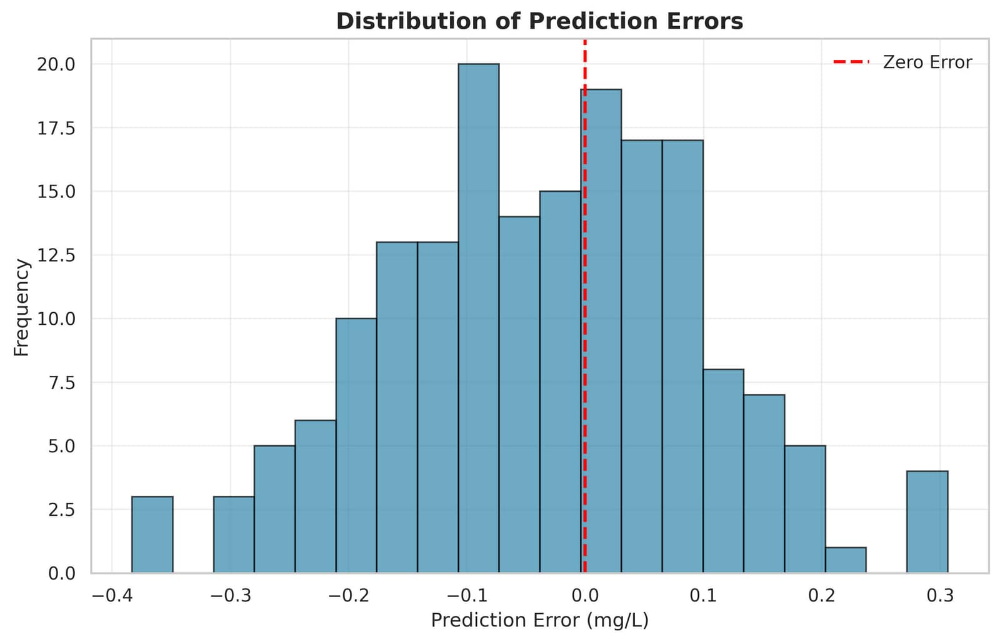 Distribution of Prediction Errors
Zero Error
20.0
17.5
15.0
12.5
10.0
7.5
5.0
2.5
0.0
Frequency
−0.4 −0.3 −0.2 −0.1 0.0 0.1 0.2 0.3
Prediction Error (mg/L)